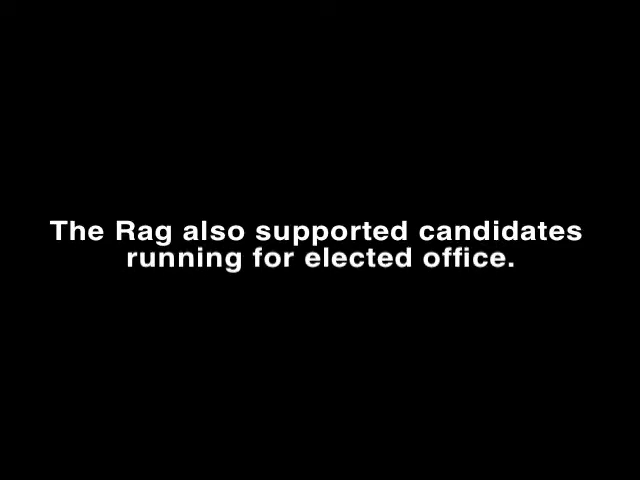 The Rag also supported candidates
running for elected office.